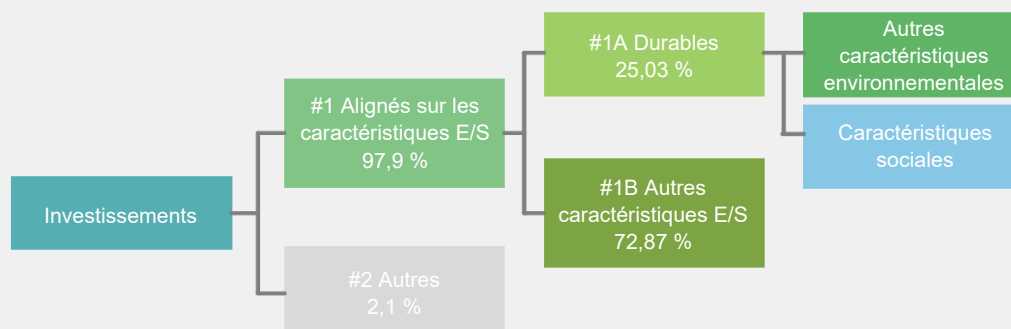 Investissements
#1 Alignés sur les
caractéristiques E/S
97,9 %
#2 Autres
2,1 %
#1A Durables
25,03 %
#1B Autres
caractéristiques E/S
72,87 %
Autres
caractéristiques
environnementales
Caractéristiques
sociales